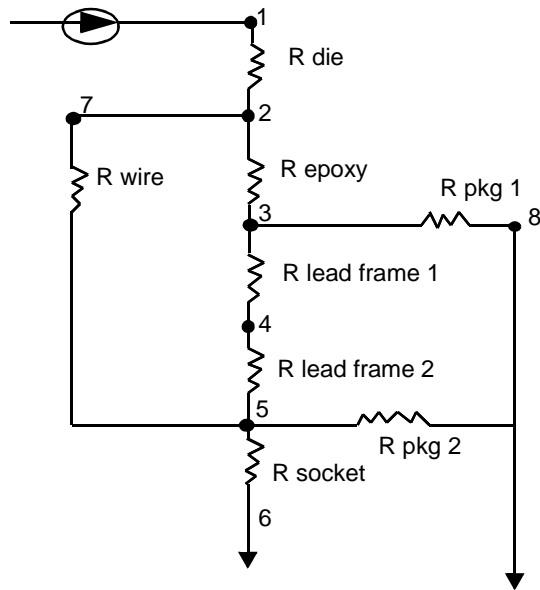 1
R die
7
2
R wire
R epoxy
R pkg 1
3
8
R lead frame 1
4
R lead frame 2
5
R pkg 2
R socket
6